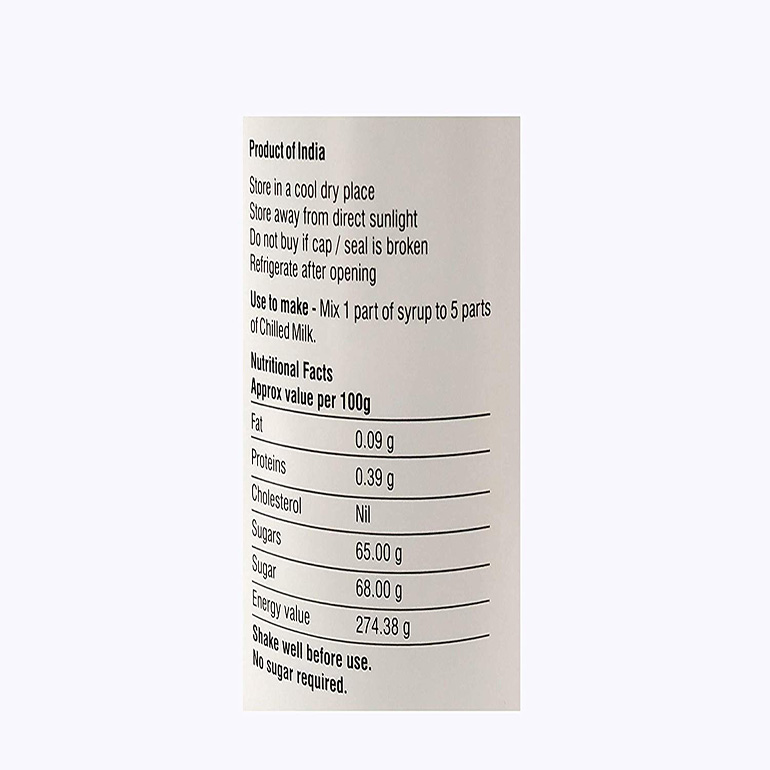 Product of India
Store in a cool dry place
Store away from direct sunlight
Do not buy if cap / seal is broken
Refrigerate after opening
Use to make - Mix 1 part of syrup to 5 parts
of Chilled Milk.
Nutritional Facts
Approx value per 100g
Fat 0.09 g
Proteins 0.39 g
Cholesterol Nil
Sugars 65.00 g
Sugar 68.00 g
Energy value 274.38 g
Shake well before use.
No sugar required.